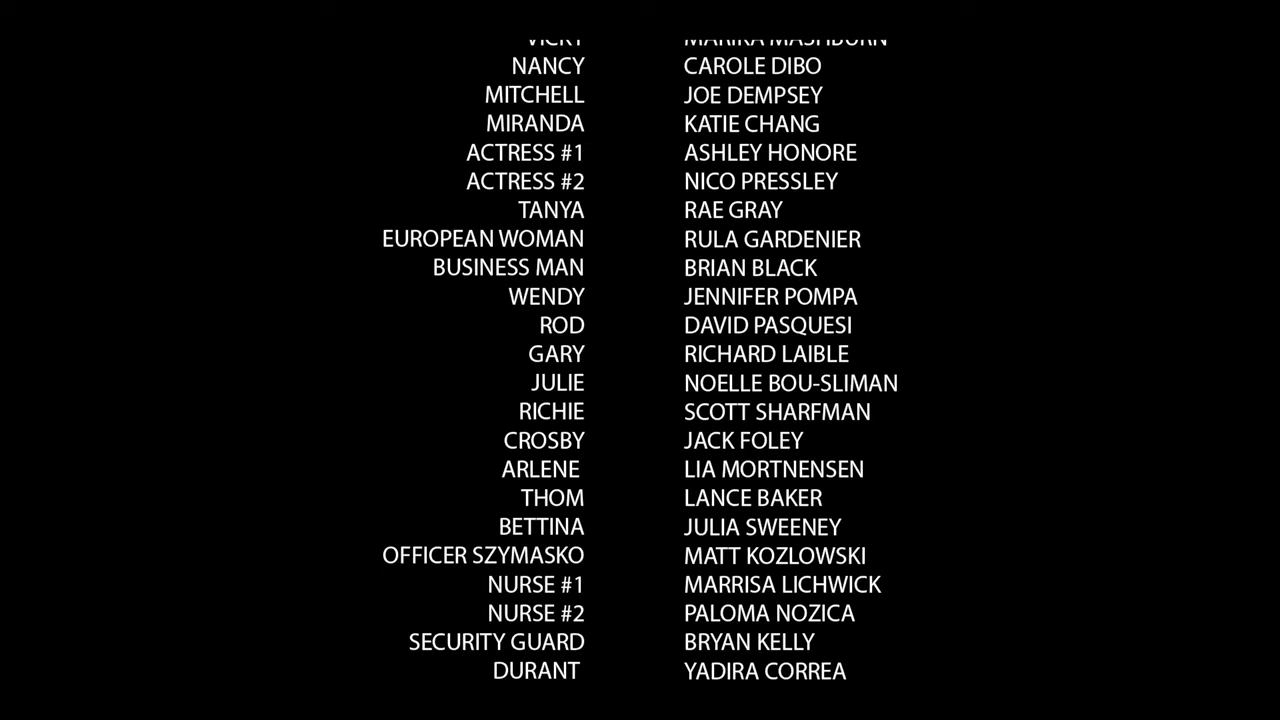 VICKY MARIKA MASHBURN
NANCY CAROLE DIBO
MITCHELL JOE DEMPSEY
MIRANDA KATIE CHANG
ACTRESS #1 ASHLEY HONORE
ACTRESS #2 NICO PRESSLEY
TANYA RAE GRAY
EUROPEAN WOMAN RULA GARDENIER
BUSINESS MAN BRIAN BLACK
WENDY JENNIFER POMPA
ROD DAVID PASQUESI
GARY RICHARD LAIBLE
JULIE NOELLE BOU-SLIMAN
RICHIE SCOTT SHARFMAN
CROSBY JACK FOLEY
ARLENE LIA MORTNENSEN
THOM LANCE BAKER
BETTINA JULIA SWEENEY
OFFICER SZYMASKO MATT KOZLOWSKI
NURSE #1 MARRISA LICHWICK
NURSE #2 PALOMA NOZICA
SECURITY GUARD BRYAN KELLY
DURANT YADIRA CORREA